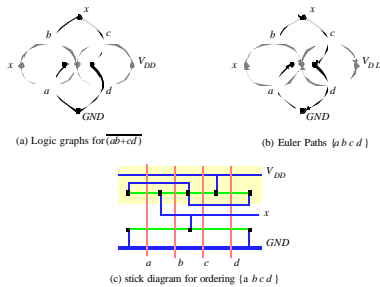 x
b c
x V_DD
a d
GND
(a) Logic graphs for (ab+cd)
x
b c
x V_DD
a d
GND
(b) Euler Paths {a b c d}
V_DD
x
GND
a b c d
(c) stick diagram for ordering {a b c d}